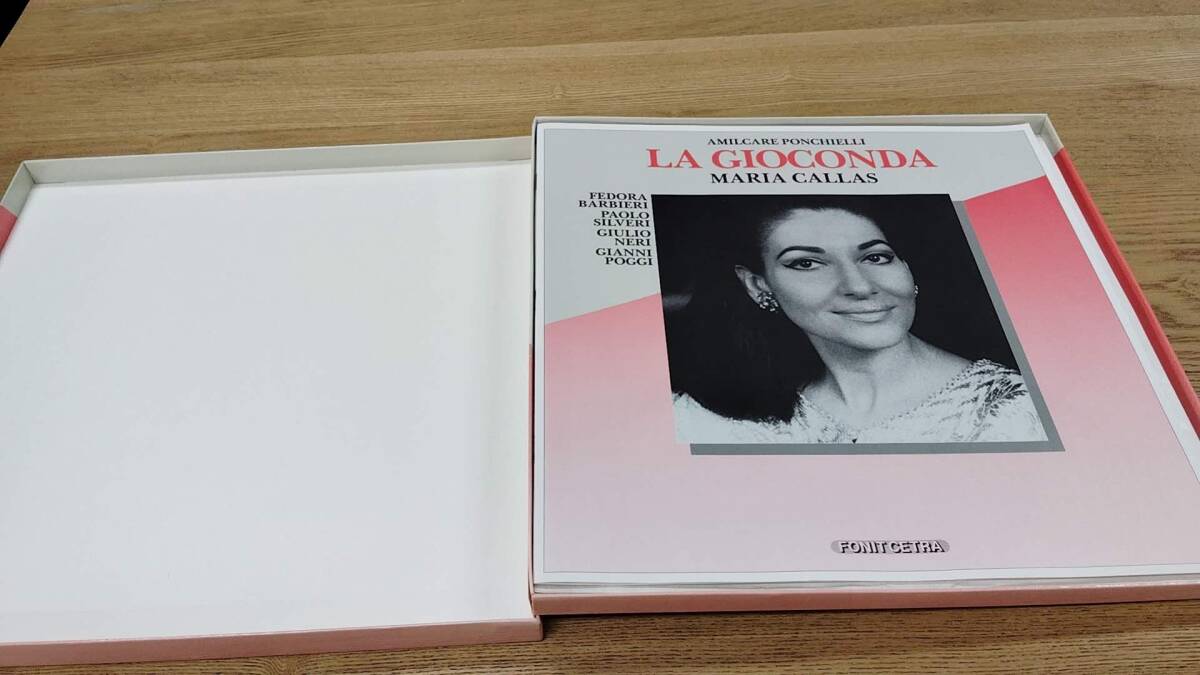 AMILCARE PONCHIELLI
LA GIOCONDA
MARIA CALLAS
FEDORA
BARBIERI
PAOLO
SILVERI
GIULIO
NERI
GIANNI
POGGI
FONIT CETRA